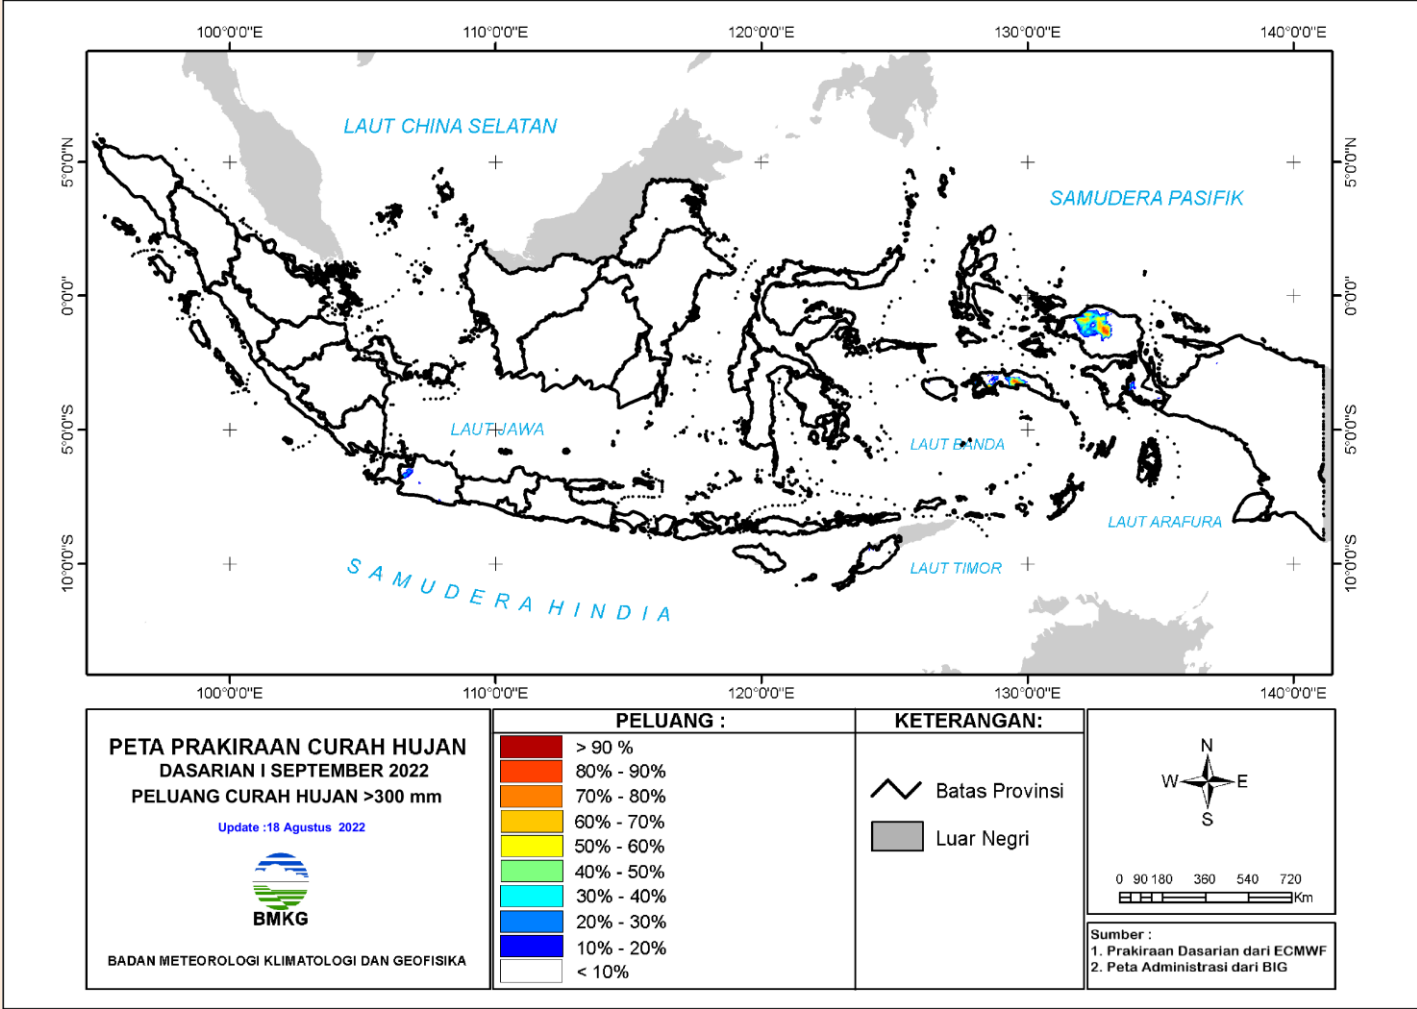 100°0'0"E 110°0'0"E 120°0'0"E 130°0'0"E 140°0'0"E
5°0'0"N
0°0'0"
5°0'0"S
10°0'0"S
LAUT CHINA SELATAN
SAMUDERA PASIFIK
LAUT JAWA
LAUT BANDA
LAUT ARAFURA
LAUT TIMOR
SAMUDERA HINDIA
5°0'0"N
0°0'0"
5°0'0"S
10°0'0"S
100°0'0"E 110°0'0"E 120°0'0"E 130°0'0"E 140°0'0"E
PETA PRAKIRAAN CURAH HUJAN
DASARIAN I SEPTEMBER 2022
PELUANG CURAH HUJAN >300 mm
Update :18 Agustus 2022
BMKG
BADAN METEOROLOGI KLIMATOLOGI DAN GEOFISIKA
PELUANG :
> 90 %
80% - 90%
70% - 80%
60% - 70%
50% - 60%
40% - 50%
30% - 40%
20% - 30%
10% - 20%
< 10%
KETERANGAN:
Batas Provinsi
Luar Negri
N
W E
S
0 90 180 360 540 720
Km
Sumber :
1. Prakiraan Dasarian dari ECMWF
2. Peta Administrasi dari BIG